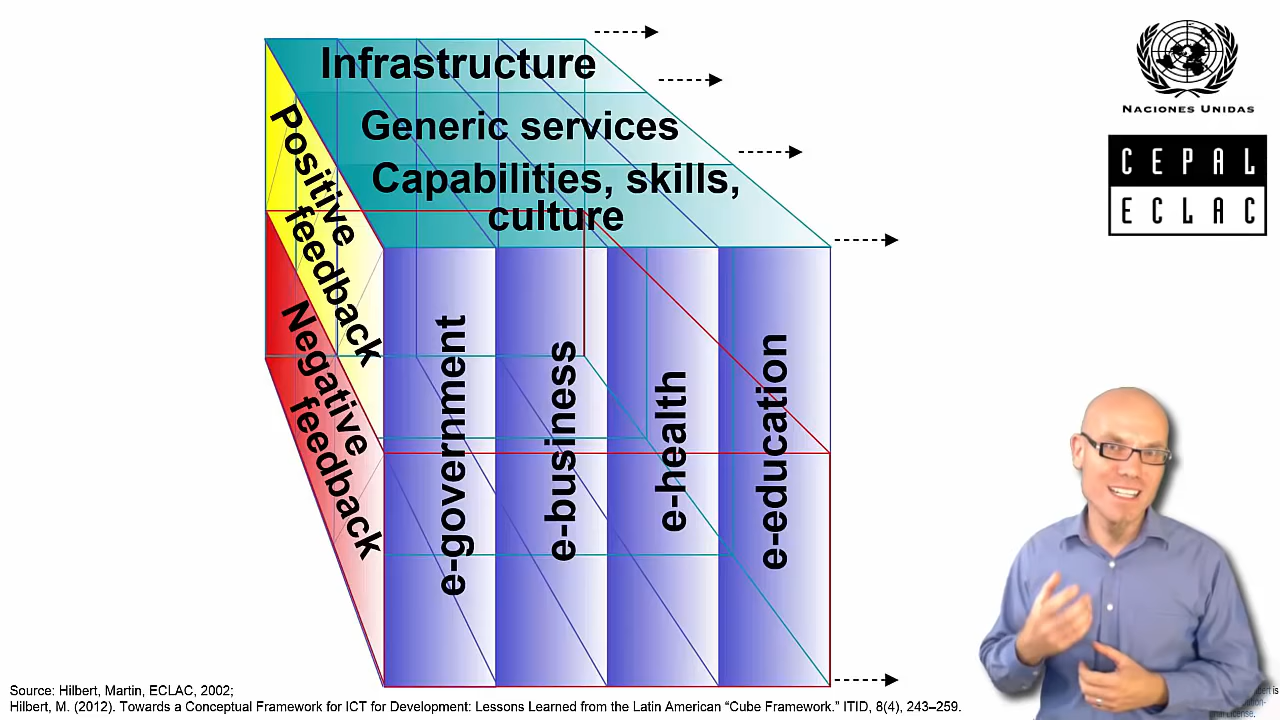 Infrastructure
Generic services
Capabilities, skills,
culture
Positive
feedback
Negative
feedback
e-government
e-business
e-health
e-education
NACIONES UNIDAS
CEPAL
ECLAC
Source: Hilbert, Martin, ECLAC, 2002;
Hilbert, M. (2012). Towards a Conceptual Framework for ICT for Development: Lessons Learned from the Latin American “Cube Framework.” ITID, 8(4), 243–259.